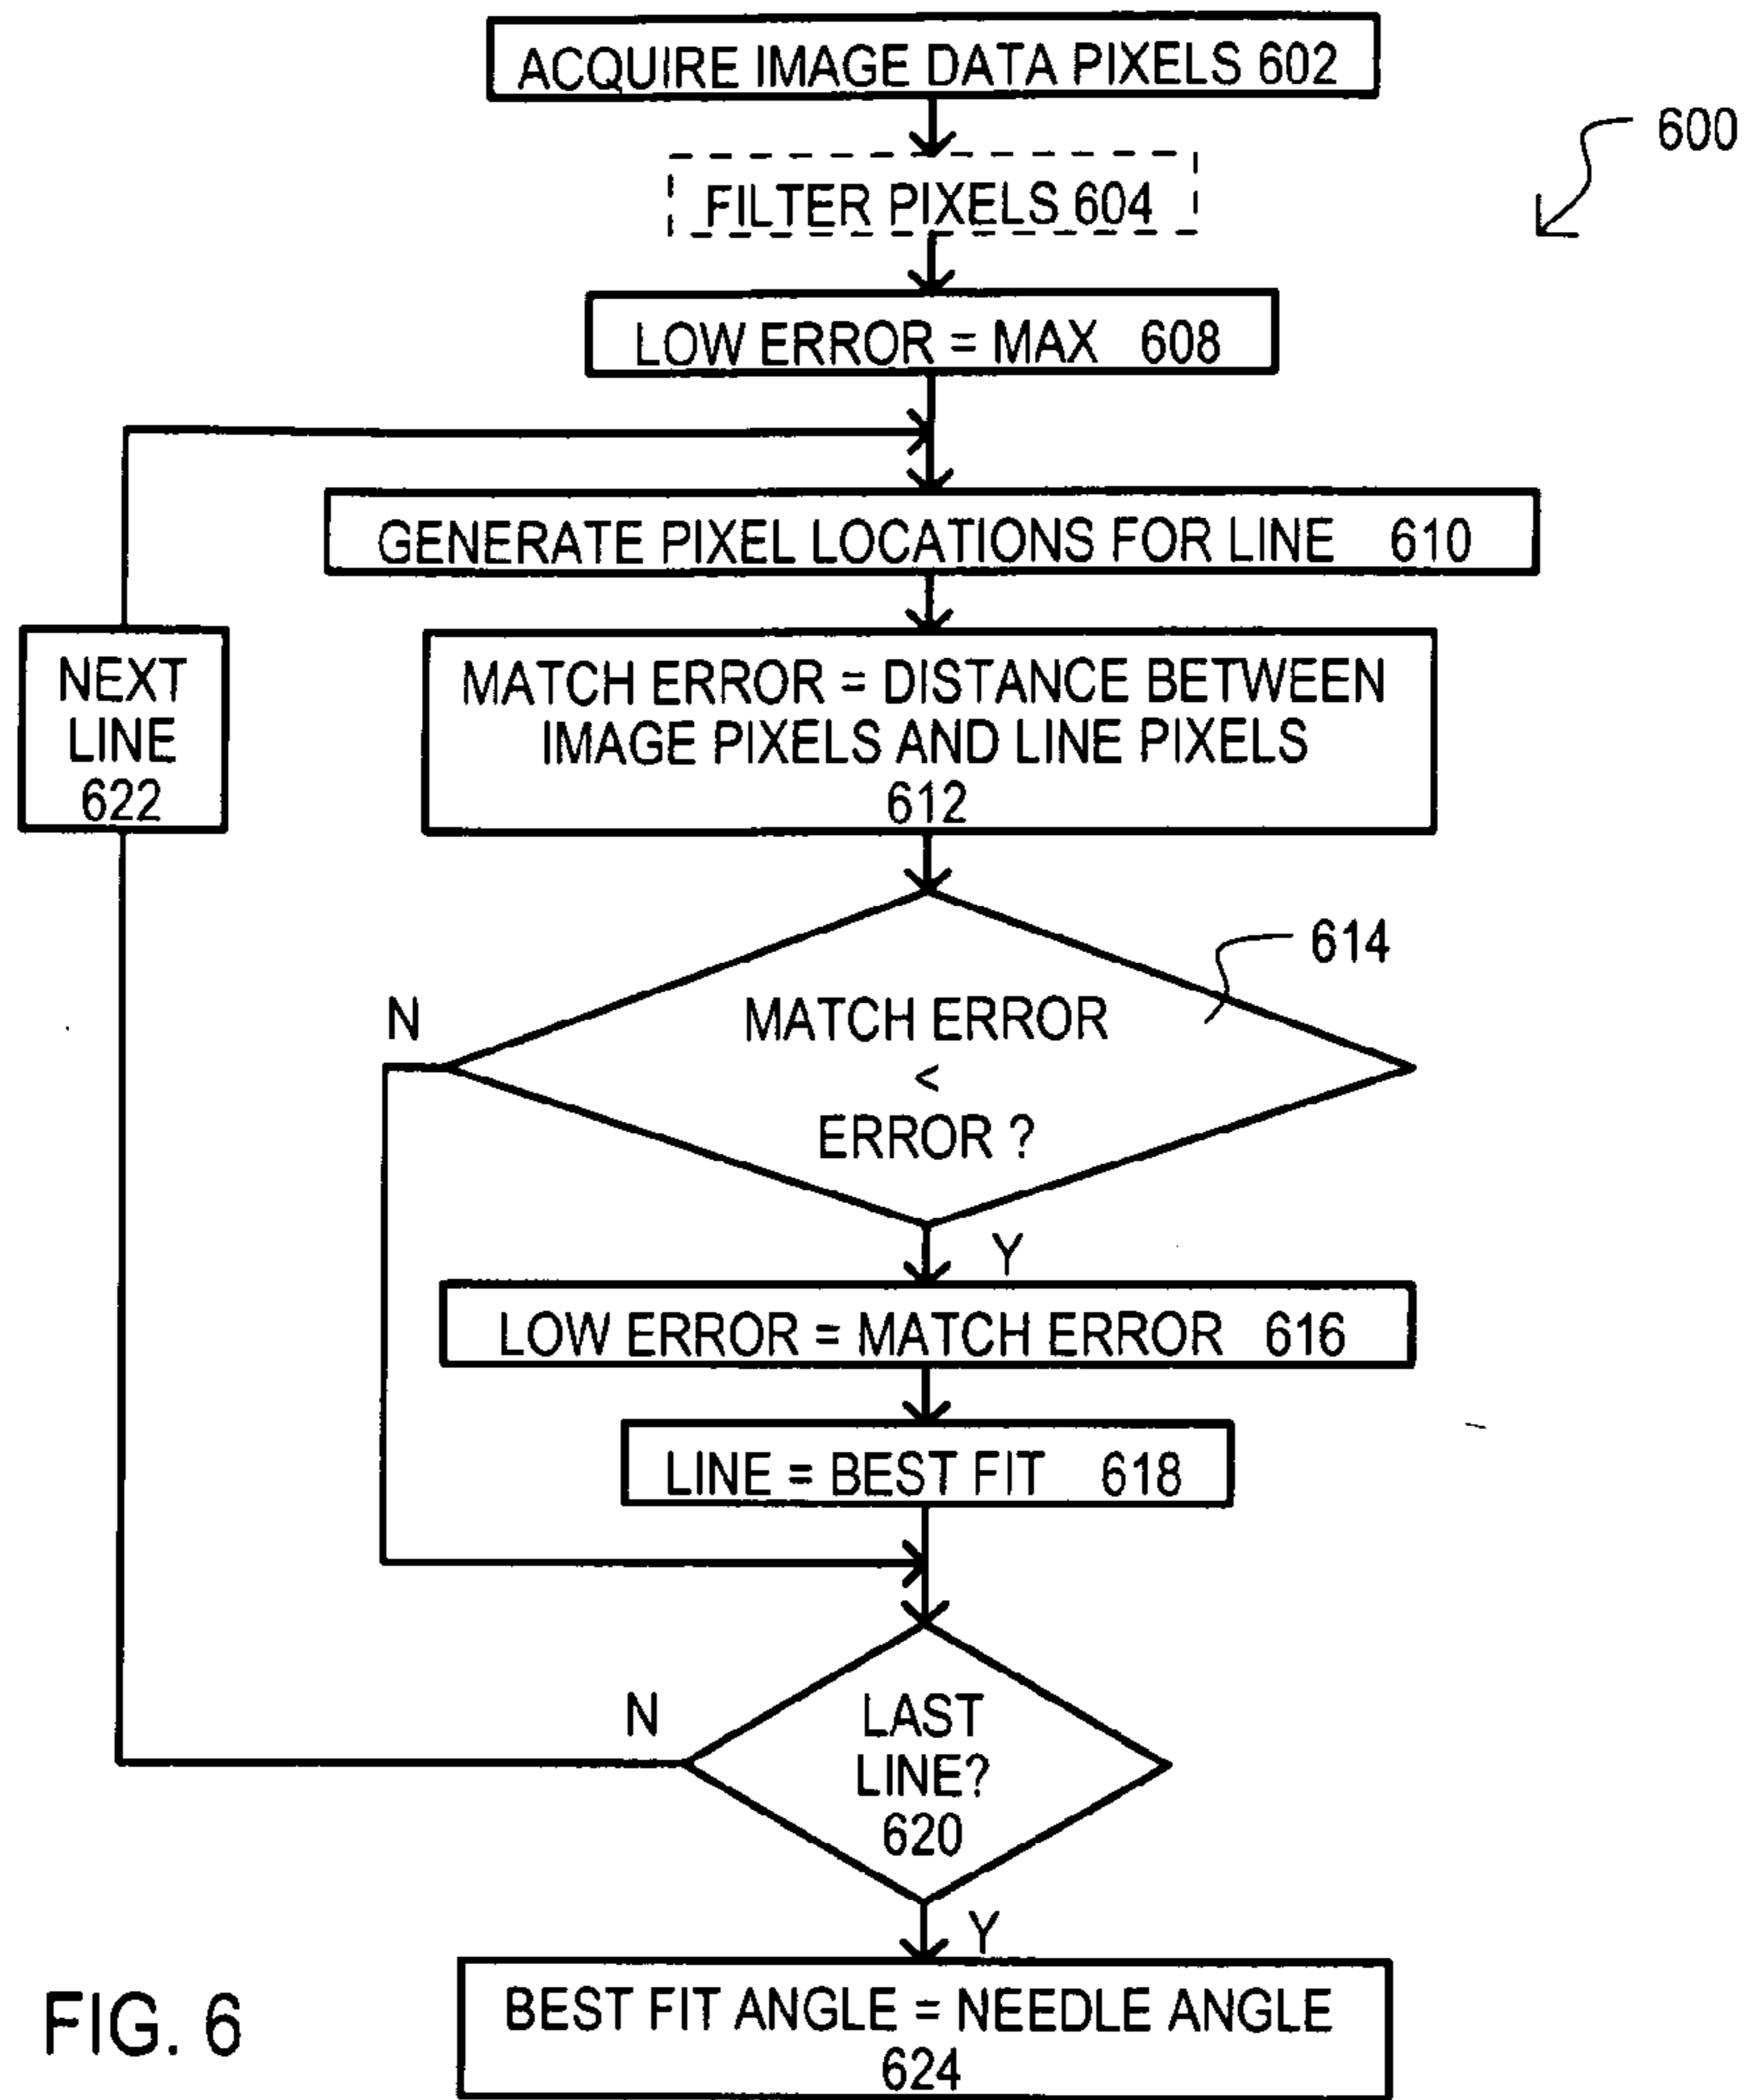 ACQUIRE IMAGE DATA PIXELS 602
600
FILTER PIXELS 604
LOW ERROR = MAX 608
GENERATE PIXEL LOCATIONS FOR LINE 610
NEXT
LINE
622
MATCH ERROR = DISTANCE BETWEEN
IMAGE PIXELS AND LINE PIXELS
612
614
N
MATCH ERROR
<
ERROR ?
Y
LOW ERROR = MATCH ERROR 616
LINE = BEST FIT 618
N
LAST
LINE?
620
Y
BEST FIT ANGLE = NEEDLE ANGLE
624
FIG. 6